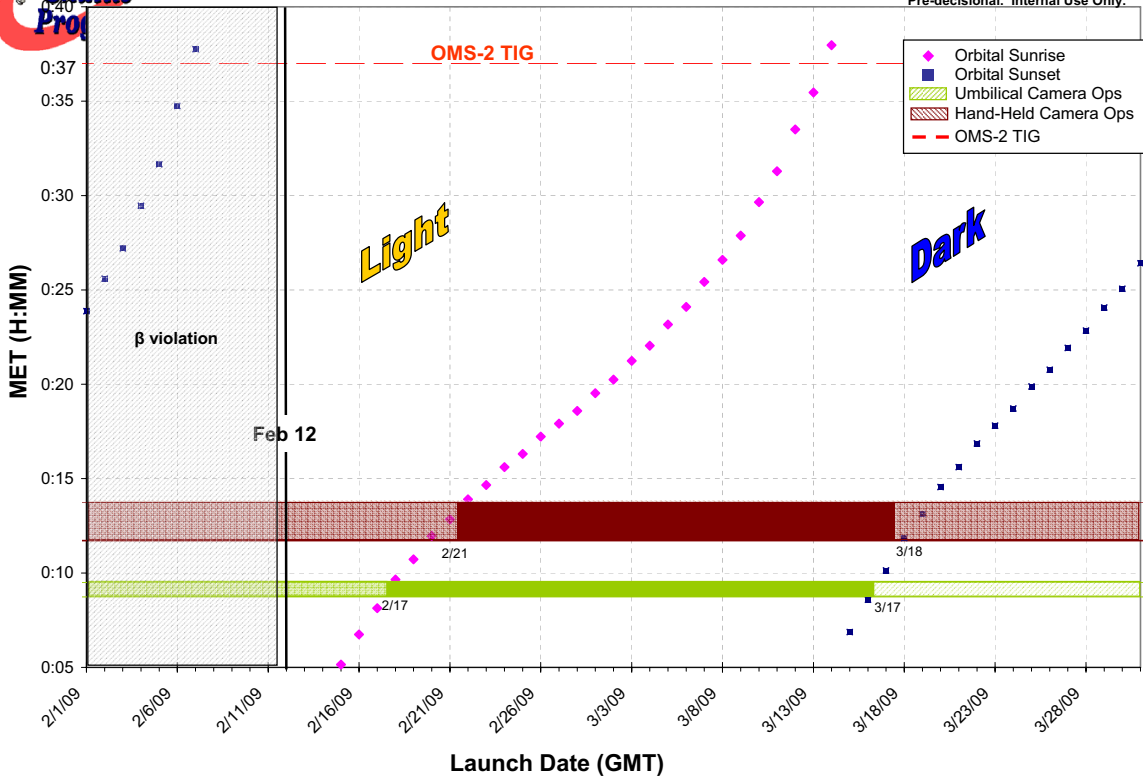 Prog
Pre-decisional. Internal Use Only.
MET (H:MM)
0:40
0:37
0:35
0:30
0:25
0:20
0:15
0:10
0:05
OMS-2 TIG
Orbital Sunrise
Orbital Sunset
Umbilical Camera Ops
Hand-Held Camera Ops
OMS-2 TIG
Light
Dark
β violation
Feb 12
2/21
3/18
2/17
3/17
2/1/09
2/6/09
2/11/09
2/16/09
2/21/09
2/26/09
3/3/09
3/8/09
3/13/09
3/18/09
3/23/09
3/28/09
Launch Date (GMT)